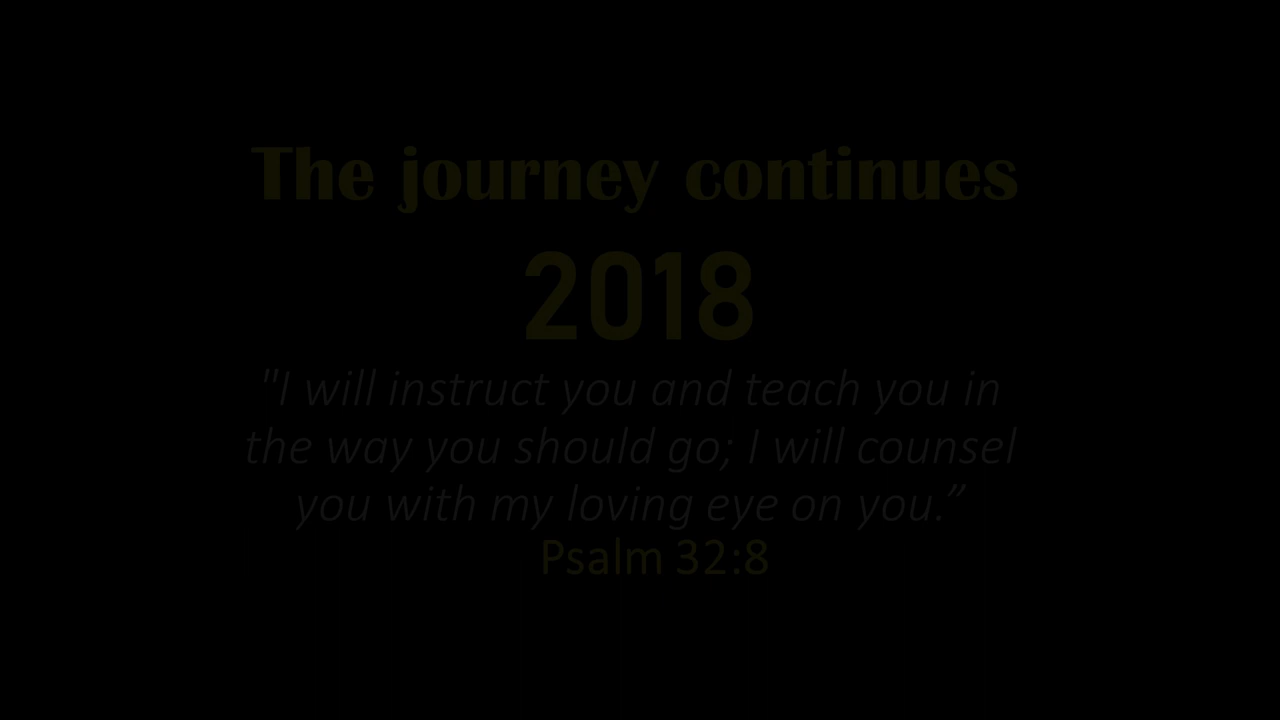 The journey continues
2018
"I will instruct you and teach you in
the way you should go; I will counsel
you with my loving eye on you.”
Psalm 32:8